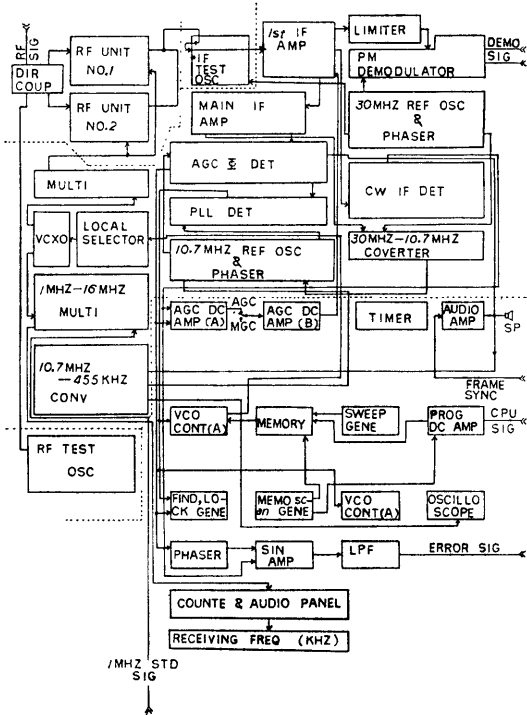 RF
SIG
DIR
COUP
RF UNIT
NO.1
RF UNIT
NO.2
IF
TEST
OSC
1st IF
AMP
LIMITER
PM
DEMODULATOR
DEMO
SIG
MAIN IF
AMP
30MHZ REF OSC
&
PHASER
AGC Φ DET
MULTI
PLL DET
CW IF DET
VCXO
LOCAL
SELECTOR
10.7MHZ REF OSC
&
PHASER
30MHZ-10.7MHZ
COVERTER
1MHZ-16MHZ
MULTI
AGC DC
AMP(A)
AGC
MGC
AGC DC
AMP(B)
TIMER
AUDIO
AMP
SP
10.7MHZ
-455KHZ
CONV
FRAME
SYNC
VCO
CONT(A)
MEMORY
SWEEP
GENE
PROG
DC AMP
CPU
SIG
RF TEST
OSC
FIND, LO-
CK GENE
MEMO SC-
an GENE
VCO
CONT(A)
OSCILLO
SCOPE
PHASER
SIN
AMP
LPF
ERROR SIG
COUNTE & AUDIO PANEL
RECEIVING FREQ (KHZ)
1MHZ STD
SIG